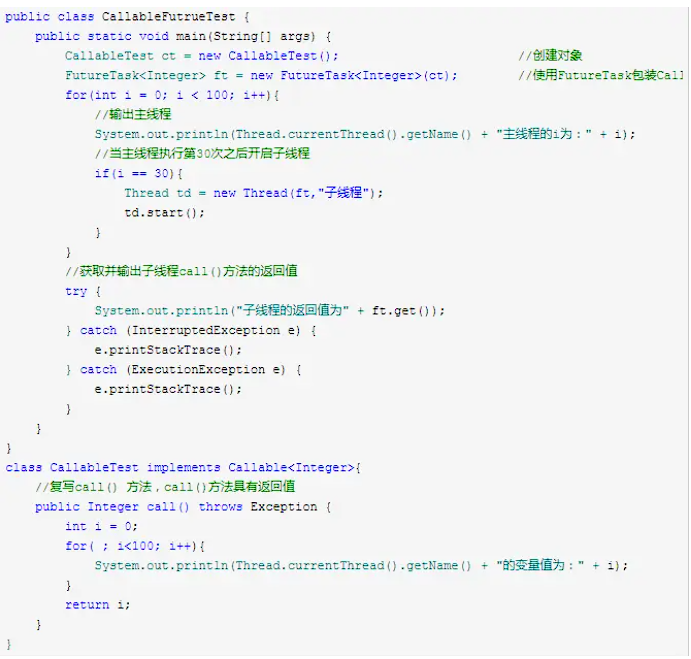 public class CallableFutrueTest {
    public static void main(String[] args) {
        CallableTest ct = new CallableTest();                        //创建对象
        FutureTask<Integer> ft = new FutureTask<Integer>(ct);        //使用FutureTask包装Call
        for(int i = 0; i < 100; i++){
            //输出主线程
            System.out.println(Thread.currentThread().getName() + "主线程的i为：" + i);
            //当主线程执行第30次之后开启子线程
            if(i == 30){
                Thread td = new Thread(ft,"子线程");
                td.start();
            }
        }
        //获取并输出子线程call()方法的返回值
        try {
            System.out.println("子线程的返回值为" + ft.get());
        } catch (InterruptedException e) {
            e.printStackTrace();
        } catch (ExecutionException e) {
            e.printStackTrace();
        }
    }
}
class CallableTest implements Callable<Integer>{
    //复写call() 方法，call()方法具有返回值
    public Integer call() throws Exception {
        int i = 0;
        for( ; i<100; i++){
            System.out.println(Thread.currentThread().getName() + "的变量值为：" + i);
        }
        return i;
    }
}